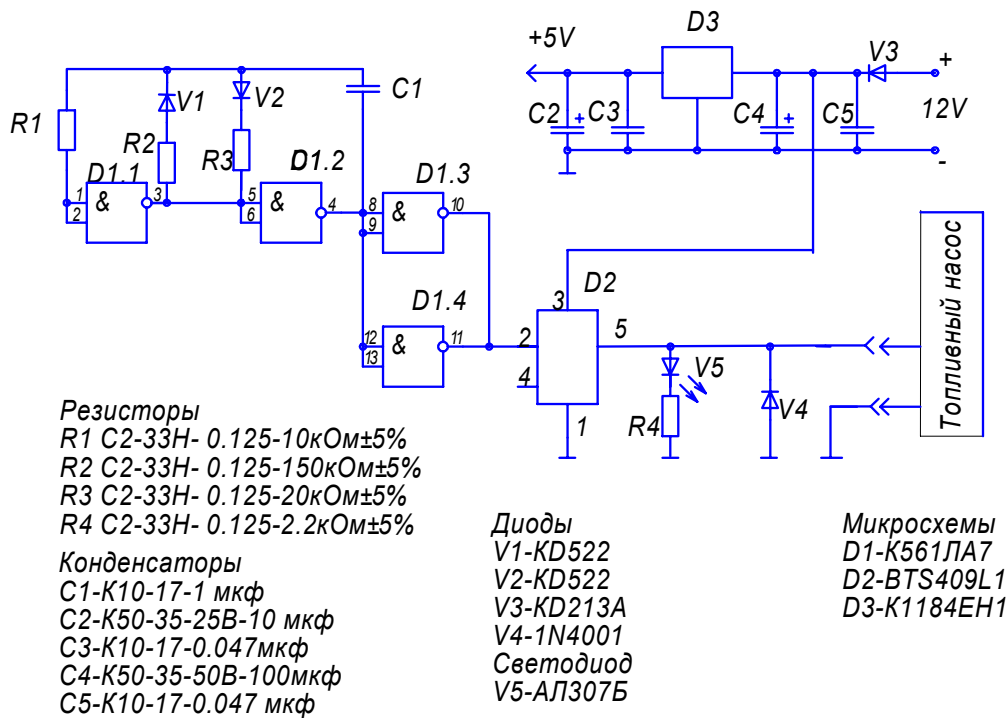 +5V
D3
V3
+
C2
+
C3
C4
+
C5
12V
-
R1
V1
V2
C1
R2
R3
D1.1
D1.2
D1.3
D1.4
1
2
&
3
5
6
&
4
8
9
&
10
12
13
&
11
D2
3
2
4
5
1
V5
R4
V4
Топливный насос
Резисторы
R1 С2-33Н- 0.125-10кОм±5%
R2 С2-33Н- 0.125-150кОм±5%
R3 С2-33Н- 0.125-20кОм±5%
R4 С2-33Н- 0.125-2.2кОм±5%
Конденсаторы
С1-К10-17-1 мкф
С2-К50-35-25В-10 мкф
С3-К10-17-0.047мкф
С4-К50-35-50В-100мкф
С5-К10-17-0.047 мкф
Диоды
V1-KD522
V2-KD522
V3-KD213A
V4-1N4001
Светодиод
V5-АЛ307Б
Микросхемы
D1-К561ЛА7
D2-BTS409L1
D3-К1184ЕН1